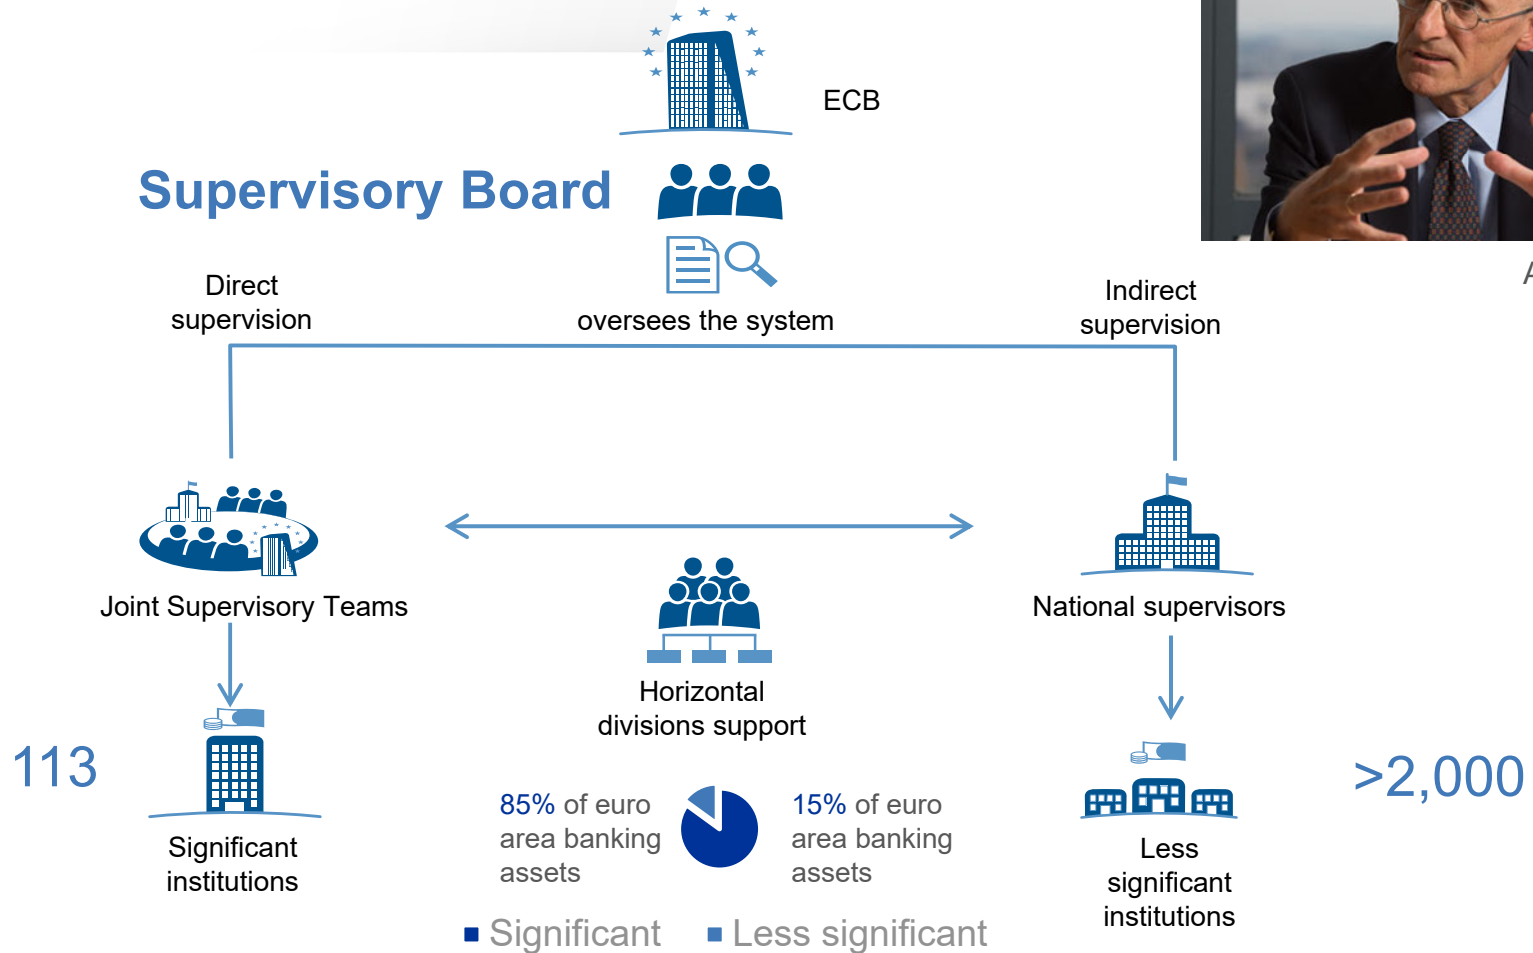 ECB
Supervisory Board
Direct
supervision
oversees the system
Indirect
supervision
A
Joint Supervisory Teams
National supervisors
Horizontal
divisions support
113
>2,000
85% of euro
area banking
assets
15% of euro
area banking
assets
Significant
institutions
Less
significant
institutions
Significant
Less significant